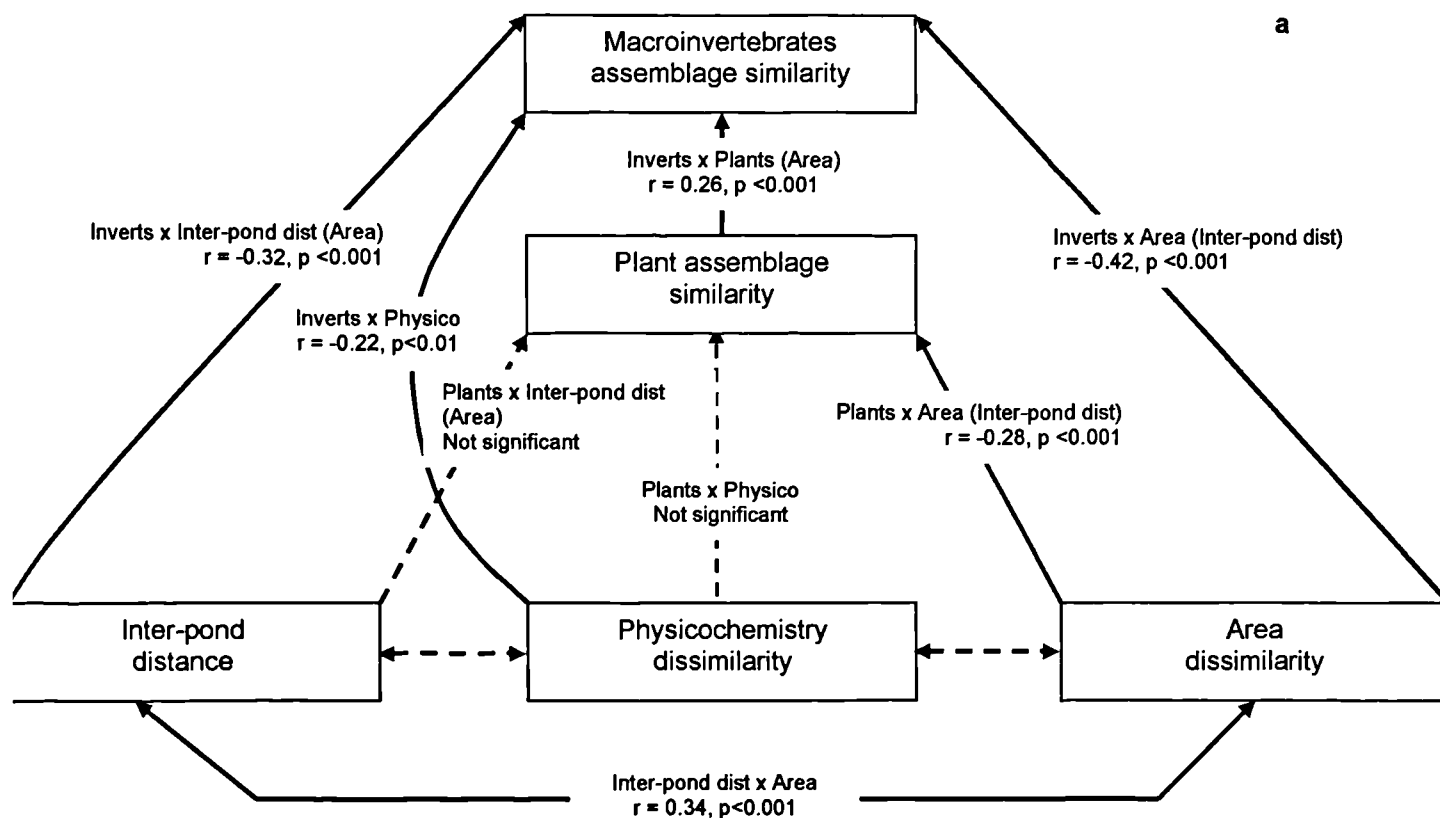 a
Macroinvertebrates
assemblage similarity
Inverts x Plants (Area)
r = 0.26, p <0.001
Inverts x Inter-pond dist (Area)
r = -0.32, p <0.001
Inverts x Area (Inter-pond dist)
r = -0.42, p <0.001
Plant assemblage
similarity
Inverts x Physico
r = -0.22, p<0.01
Plants x Inter-pond dist
(Area)
Not significant
Plants x Area (Inter-pond dist)
r = -0.28, p <0.001
Plants x Physico
Not significant
Inter-pond
distance
Physicochemistry
dissimilarity
Area
dissimilarity
Inter-pond dist x Area
r = 0.34, p<0.001